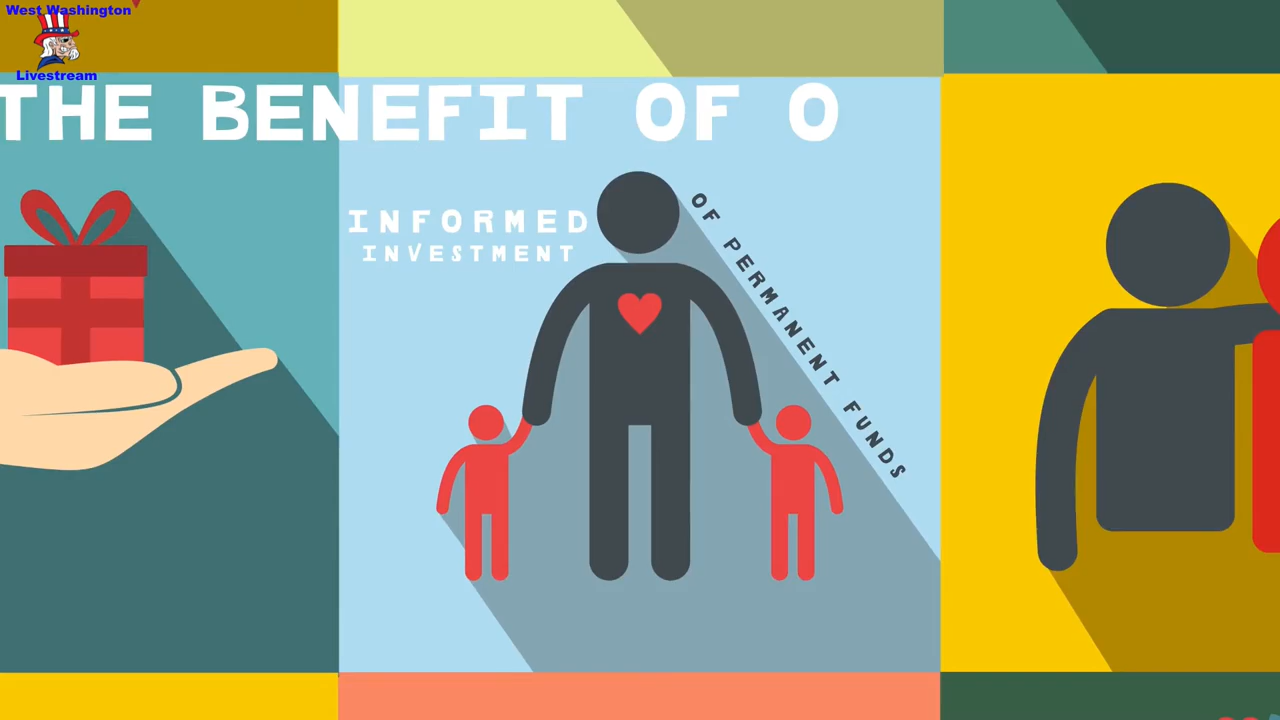 West Washington
Livestream
THE BENEFIT OF O
INFORMED
INVESTMENT
OF PERMANENT FUNDS